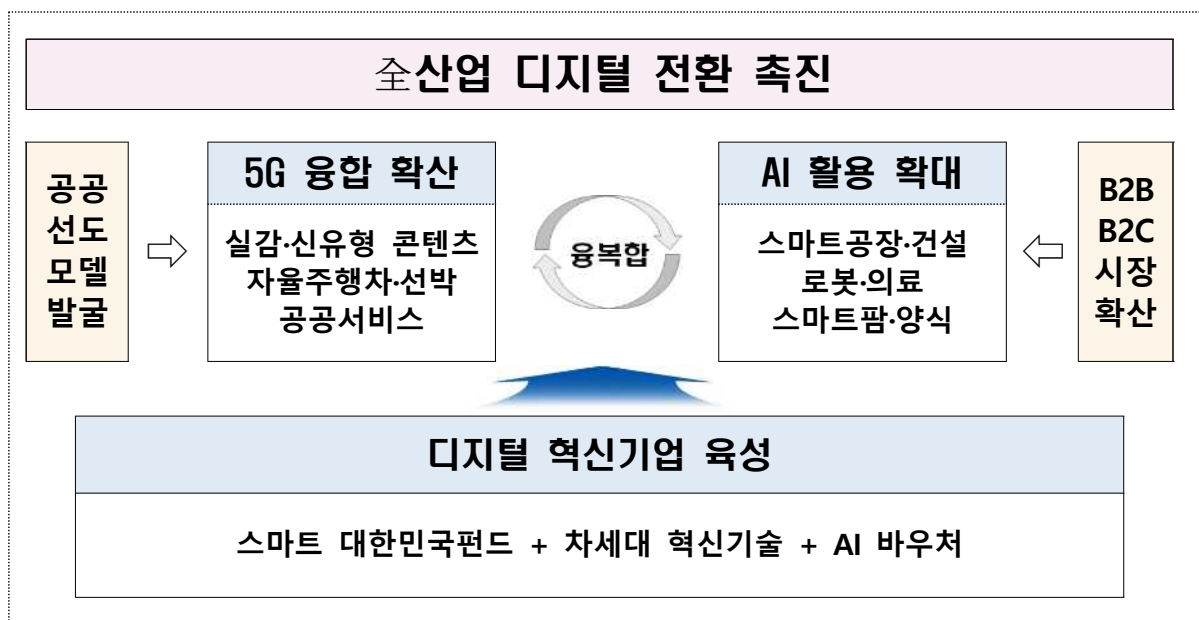 全산업 디지털 전환 촉진
공공
선도
모델
발굴
5G 융합 확산
실감·신유형 콘텐츠
자율주행차·선박
공공서비스
융복합
AI 활용 확대
스마트공장·건설
로봇·의료
스마트팜·양식
B2B
B2C
시장
확산
디지털 혁신기업 육성
스마트 대한민국펀드 + 차세대 혁신기술 + AI 바우처